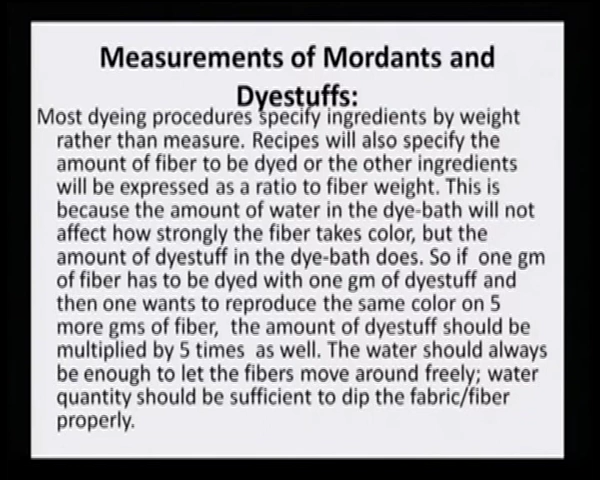 Measurements of Mordants and
Dyestuffs:
Most dyeing procedures specify ingredients by weight
rather than measure. Recipes will also specify the
amount of fiber to be dyed or the other ingredients
will be expressed as a ratio to fiber weight. This is
because the amount of water in the dye-bath will not
affect how strongly the fiber takes color, but the
amount of dyestuff in the dye-bath does. So if one gm
of fiber has to be dyed with one gm of dyestuff and
then one wants to reproduce the same color on 5
more gms of fiber, the amount of dyestuff should be
multiplied by 5 times as well. The water should always
be enough to let the fibers move around freely; water
quantity should be sufficient to dip the fabric/fiber
properly.